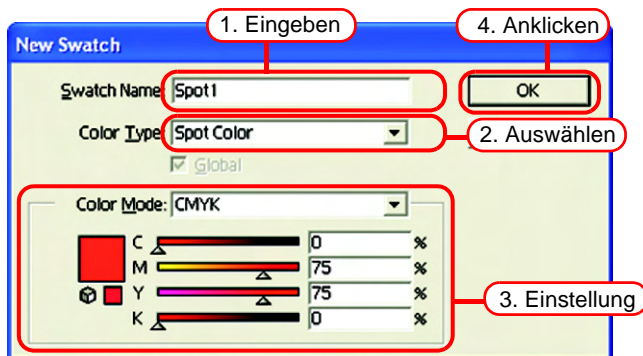 1. Eingeben
4. Anklicken
New Swatch
Swatch Name: Spot1
OK
Color Type: Spot Color
2. Auswählen
Global
Color Mode: CMYK
C 0 %
M 75 %
Y 75 %
3. Einstellung
K 0 %